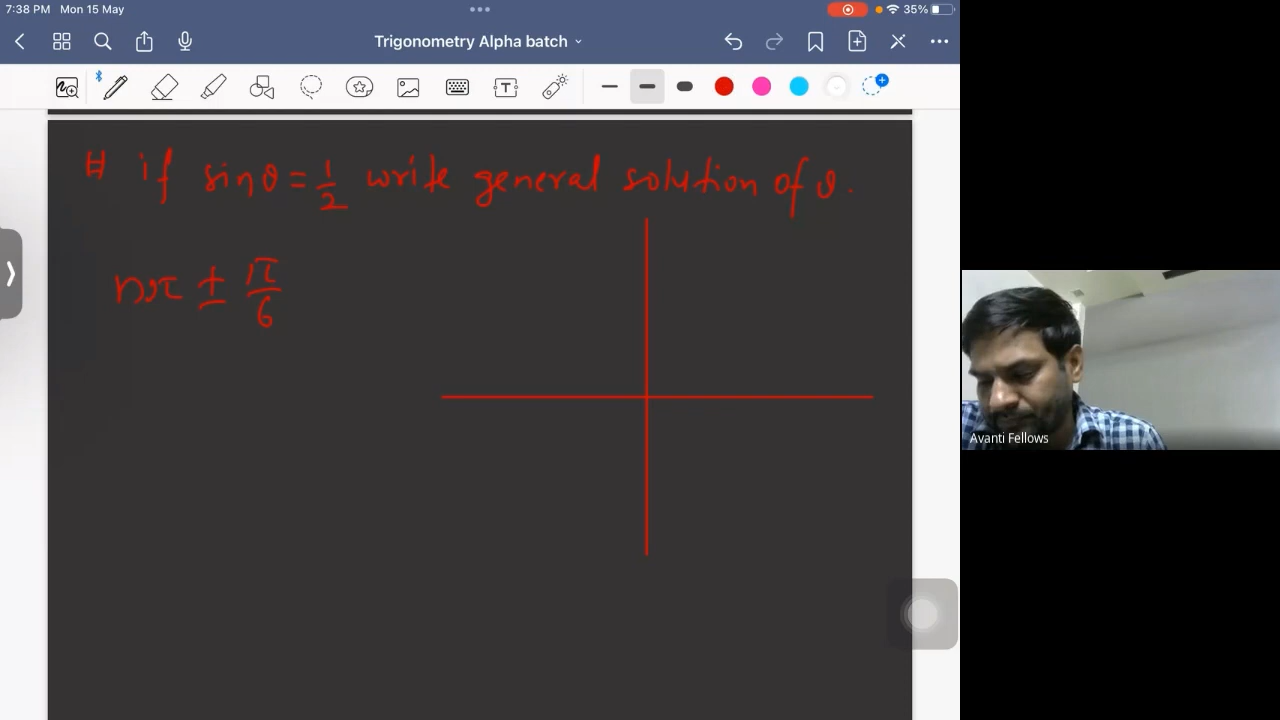 7:38 PM Mon 15 May
35%
Trigonometry Alpha batch
T
# if sinθ = 1/2 write general solution of θ.
nπ ± π/6
Avanti Fellows